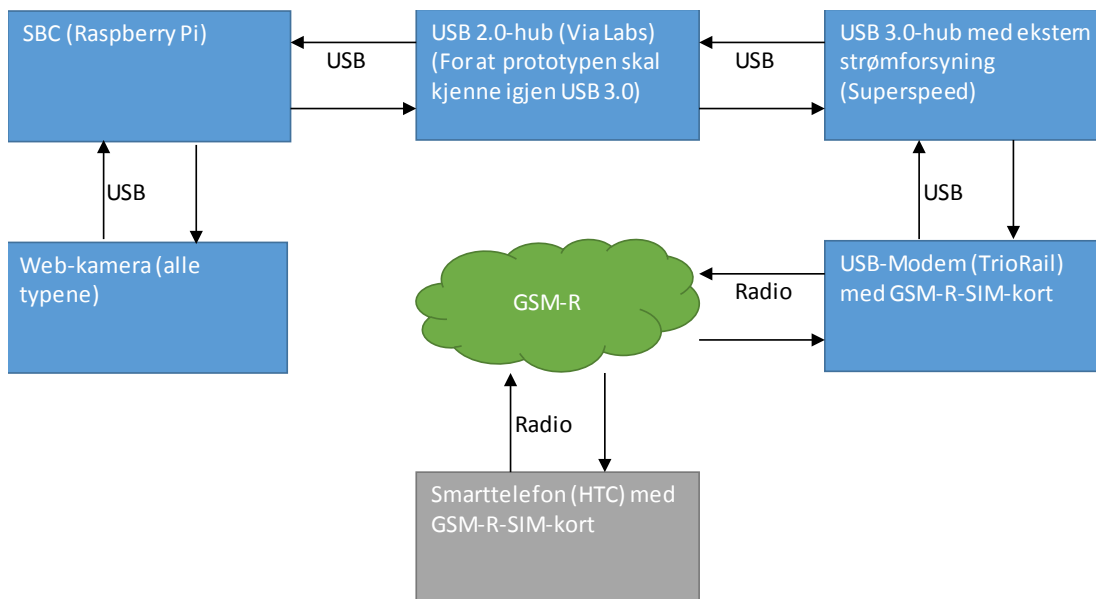 SBC (Raspberry Pi)
USB
USB 2.0-hub (Via Labs)
(For at prototypen skal
kjenne igjen USB 3.0)
USB
USB 3.0-hub med ekstem
strømforsyning
(Superspeed)
USB
USB
Web-kamera (alle
typene)
GSM-R
Radio
USB-Modem (TrioRail)
med GSM-R-SIM-kort
Radio
Smarttelefon (HTC) med
GSM-R-SIM-kort